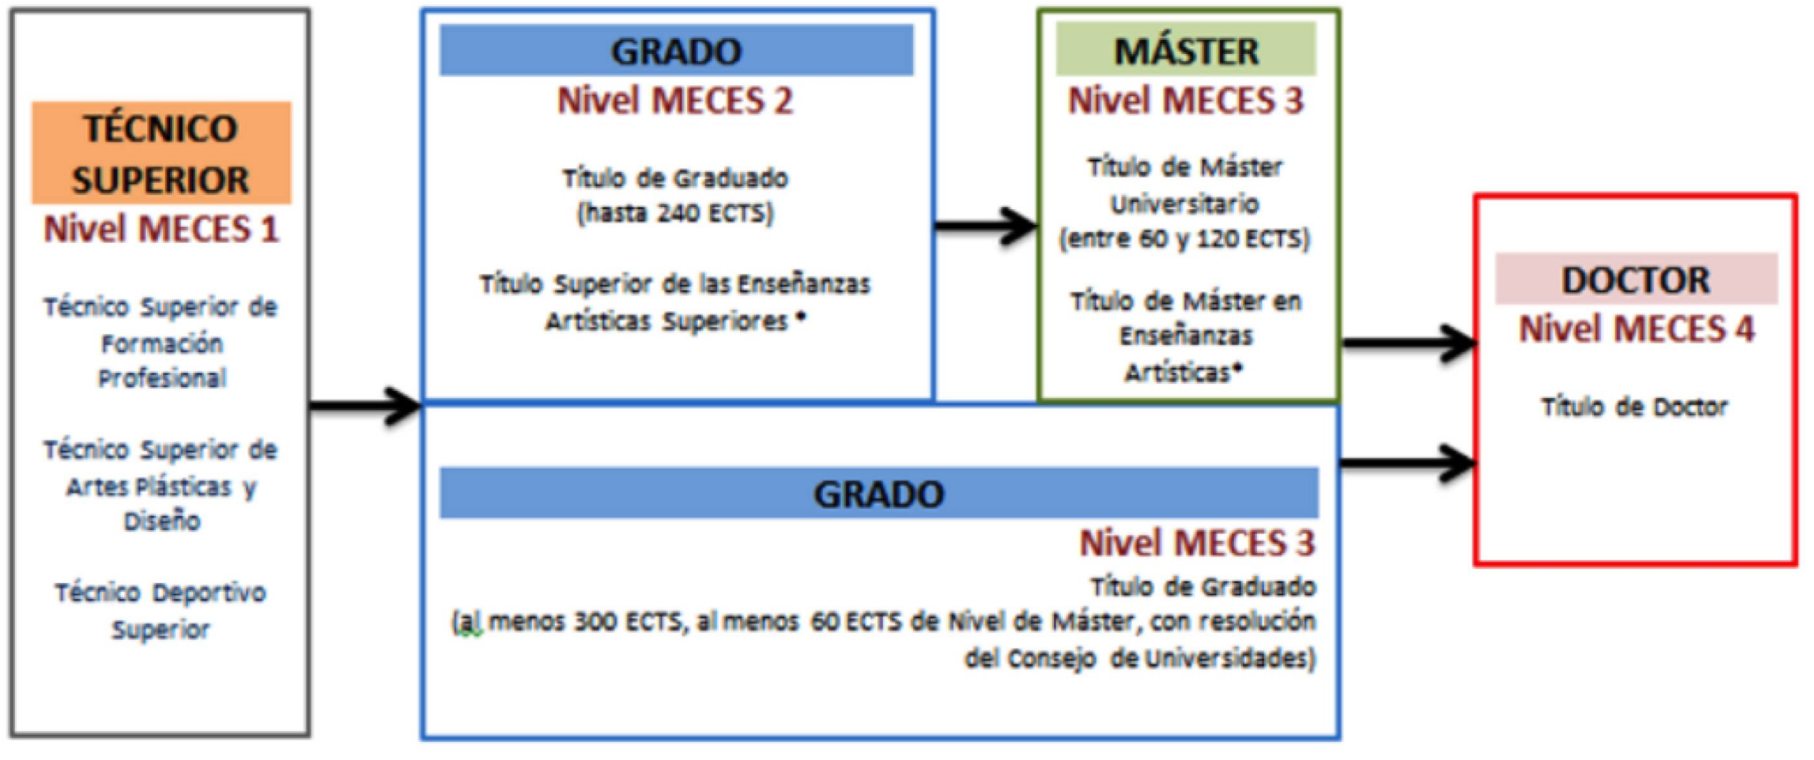 TÉCNICO
SUPERIOR
Nivel MECES 1
Técnico Superior de
Formación
Profesional
Técnico Superior de
Artes Plásticas y
Diseño
Técnico Deportivo
Superior
GRADO
Nivel MECES 2
Título de Graduado
(hasta 240 ECTS)
Título Superior de las Enseñanzas
Artísticas Superiores *
MÁSTER
Nivel MECES 3
Título de Máster
Universitario
(entre 60 y 120 ECTS)
Título de Máster en
Enseñanzas
Artísticas*
GRADO
Nivel MECES 3
Título de Graduado
(al menos 300 ECTS, al menos 60 ECTS de Nivel de Máster, con resolución
del Consejo de Universidades)
DOCTOR
Nivel MECES 4
Título de Doctor